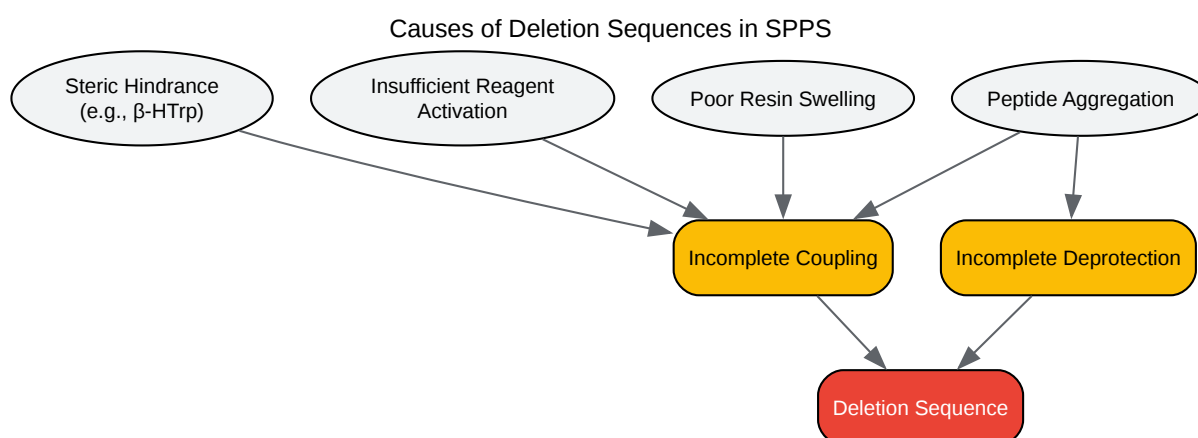 Causes of Deletion Sequences in SPPS
Steric Hindrance
(e.g., β-HTrp)
Insufficient Reagent
Activation
Poor Resin Swelling
Peptide Aggregation
Incomplete Coupling
Incomplete Deprotection
Deletion Sequence